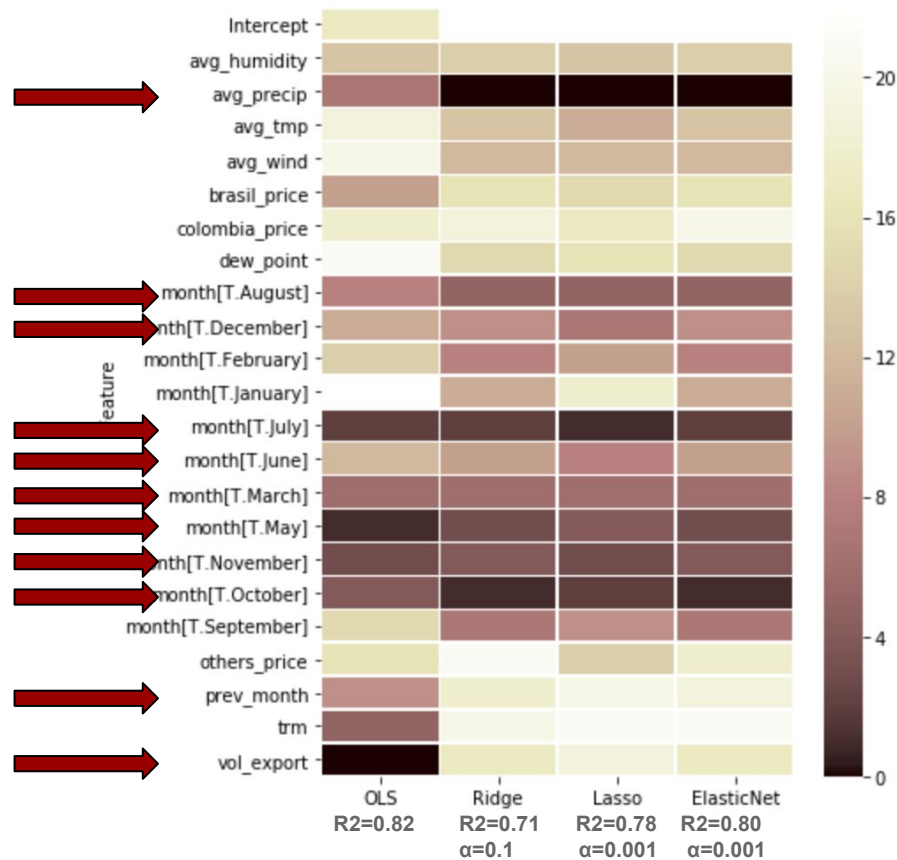 Intercept
avg_humidity
avg_precip
avg_tmp
avg_wind
brasil_price
colombia_price
dew_point
month[T.August]
nth[T.December]
month[T.February]
month[T.January]
month[T.July]
month[T.June]
month[T.March]
month[T.May]
nth[T.November]
month[T.October]
month[T.September]
others_price
prev_month
trm
vol_export
eature
OLS Ridge Lasso ElasticNet
R2=0.82 R2=0.71 R2=0.78 R2=0.80
α=0.1 α=0.001 α=0.001
20
16
12
8
4
0